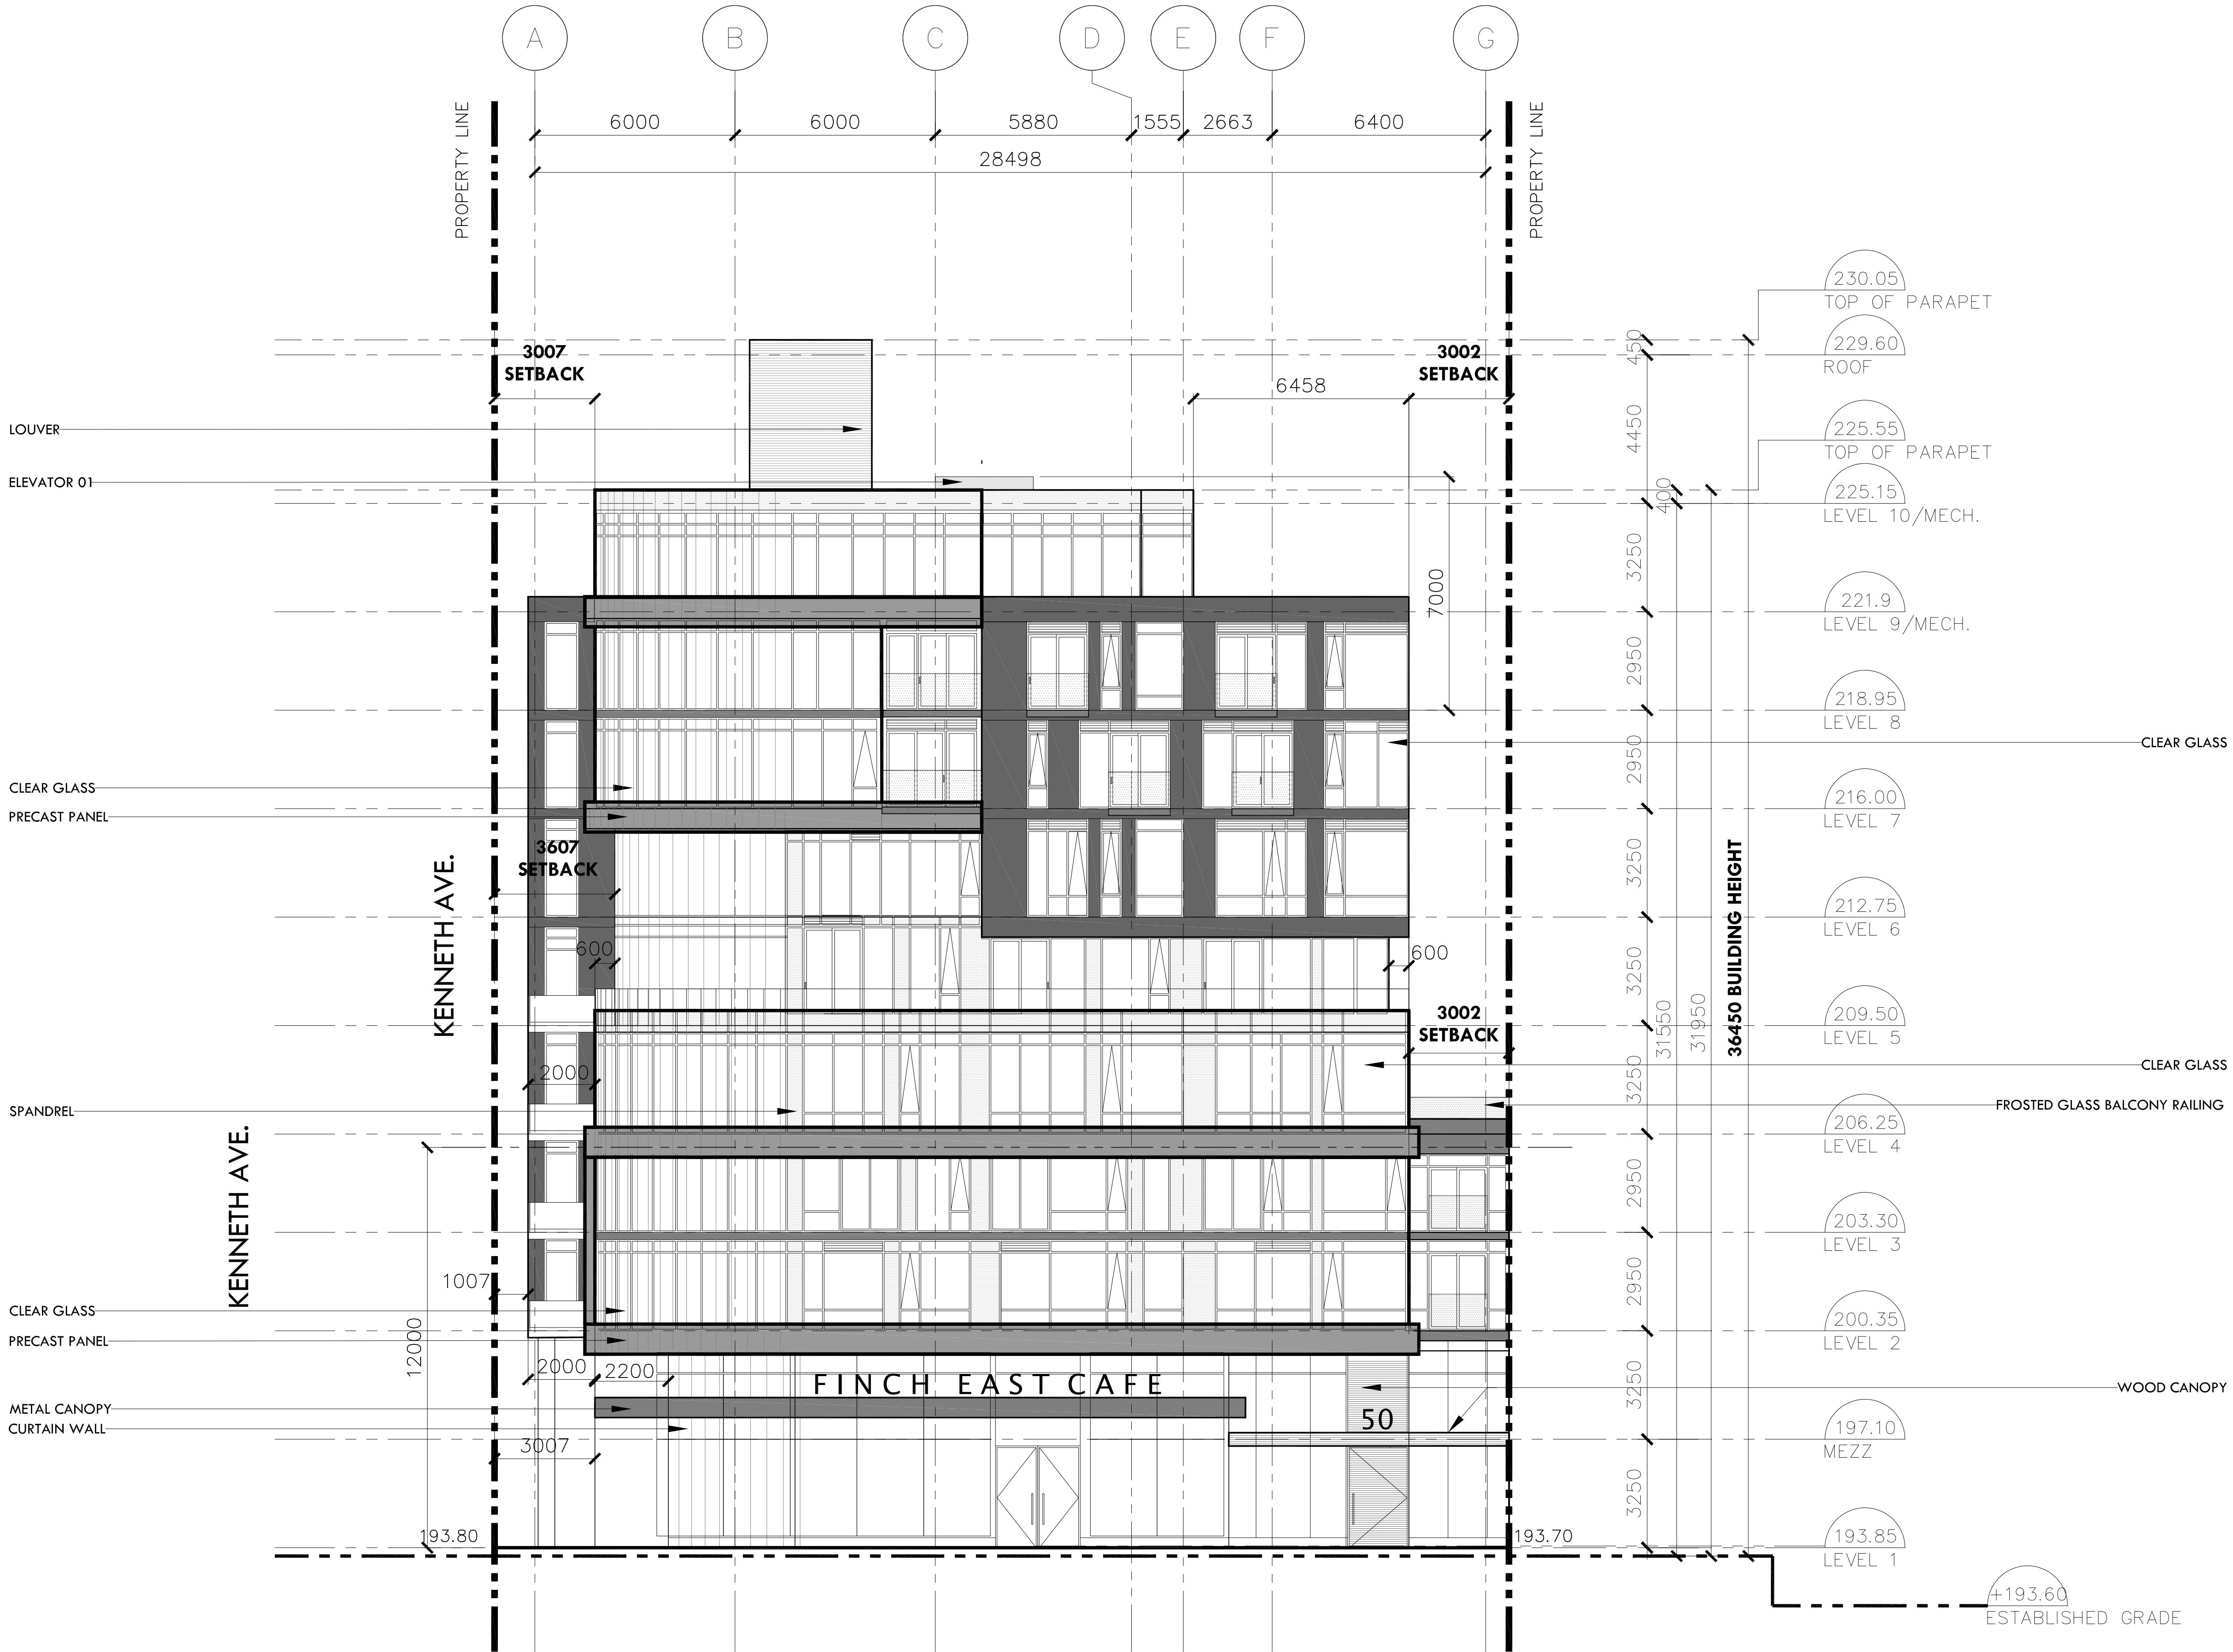 A B C D E F G
PROPERTY LINE
PROPERTY LINE
6000 6000 5880 1555 2663 6400
28498
230.05
TOP OF PARAPET
229.60
ROOF
450
3007
SETBACK
3002
SETBACK
6458
LOUVER
4450
225.55
TOP OF PARAPET
ELEVATOR 01
400
225.15
LEVEL 10/MECH.
3250
7000
221.9
LEVEL 9/MECH.
2950
218.95
LEVEL 8
CLEAR GLASS
2950
CLEAR GLASS
PRECAST PANEL
216.00
LEVEL 7
3607
SETBACK
3250
KENNETH AVE.
36450 BUILDING HEIGHT
212.75
LEVEL 6
600
600
3250
31550
31950
3002
SETBACK
209.50
LEVEL 5
2000
3250
CLEAR GLASS
SPANDREL
FROSTED GLASS BALCONY RAILING
206.25
LEVEL 4
KENNETH AVE.
2950
203.30
LEVEL 3
1007
2950
CLEAR GLASS
PRECAST PANEL
200.35
LEVEL 2
12000
2000 2200
FINCH EAST CAFE
3250
WOOD CANOPY
METAL CANOPY
50
CURTAIN WALL
197.10
MEZZ
3007
3250
193.80
193.70
193.85
LEVEL 1
+193.60
ESTABLISHED GRADE